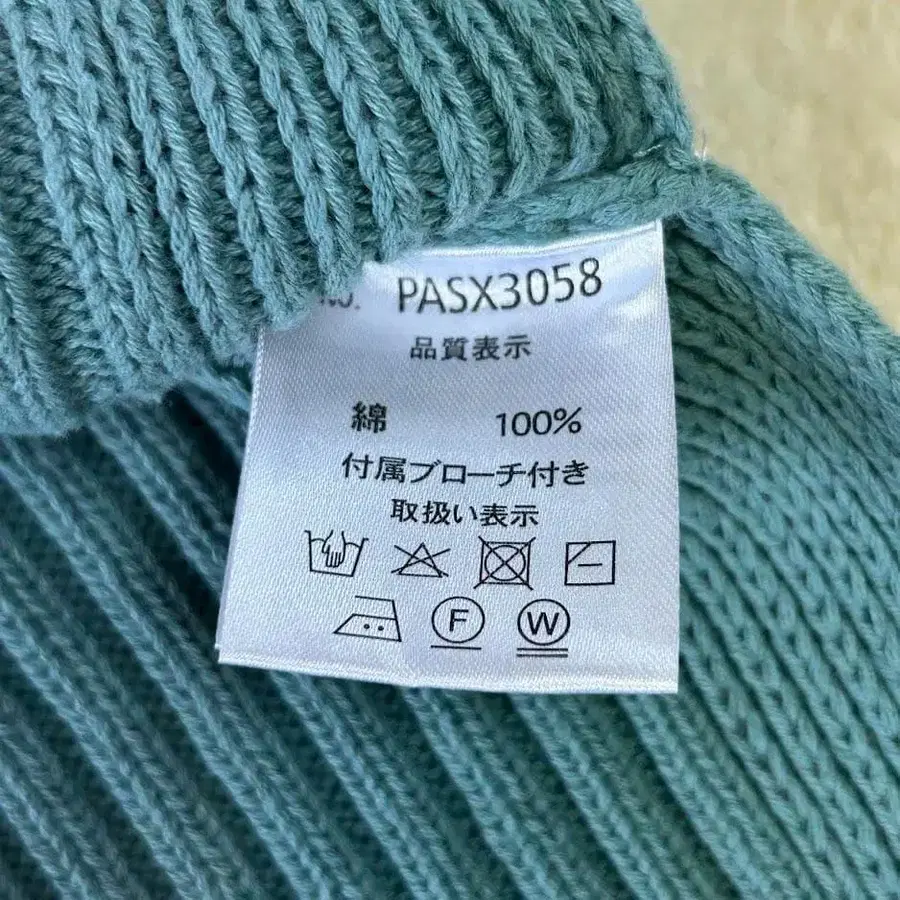 No. PASX3058
品質表示
綿 100%
付属ブローチ付き
取扱い表示
F W